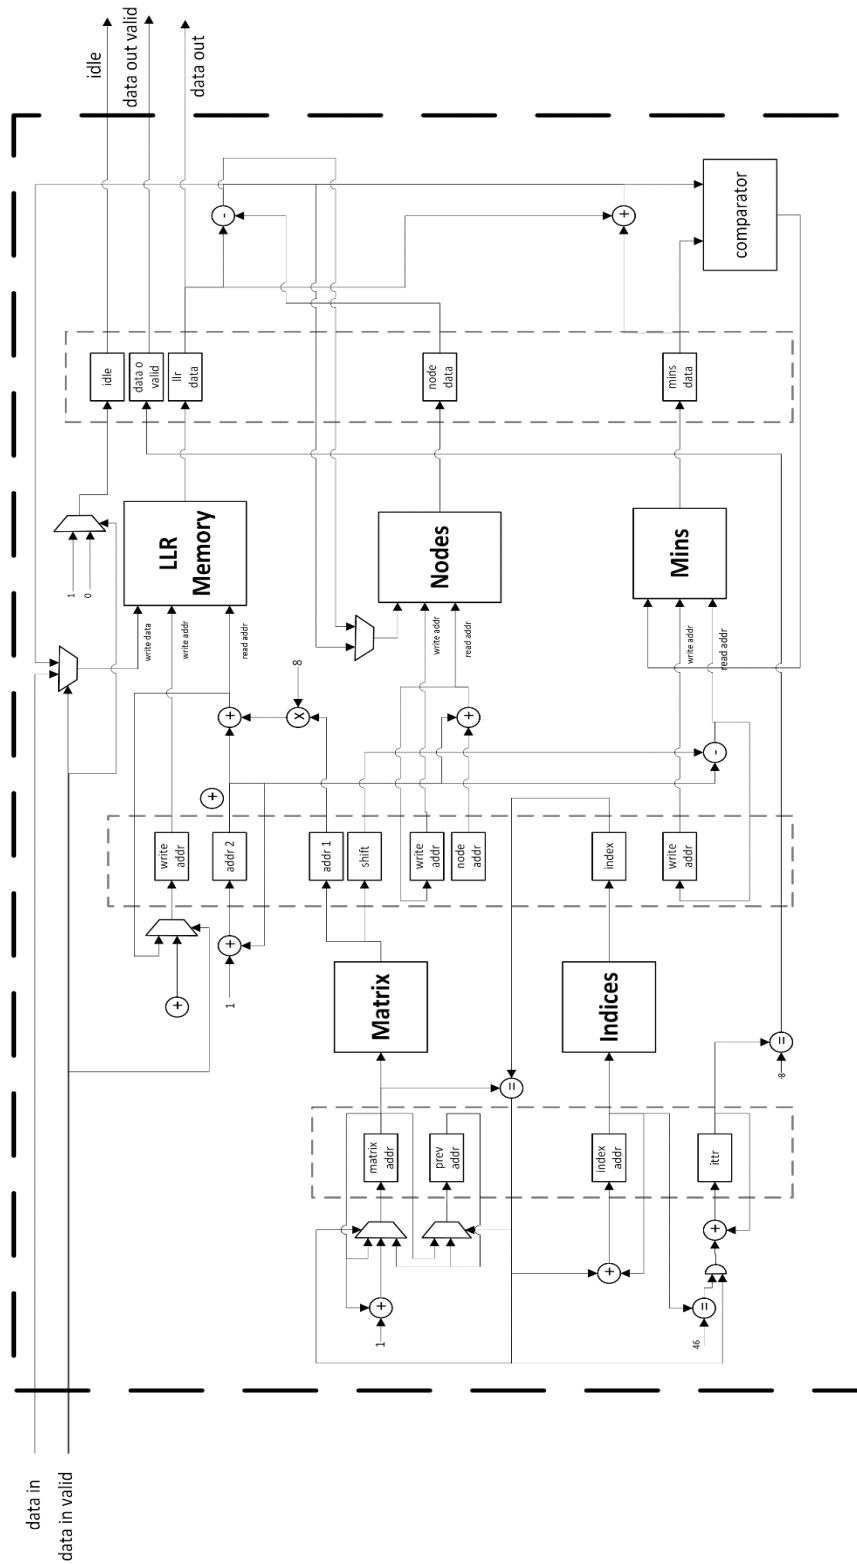 data in
data in valid
idle
data out valid
data out
1
0
write data
write addr
read addr
LLR
Memory
idle
data o
valid
llr
data
+
8
x
+
-
write
addr
addr 2
+
+
+
1
addr 1
shift
write
addr
node
addr
+
write addr
read addr
Nodes
node
data
Matrix
matrix
addr
prev
addr
+
1
=
Indices
index
addr
index
+
write
addr
-
write addr
read addr
Mins
mins
data
+
comparator
46
=
+
ittr
=
8